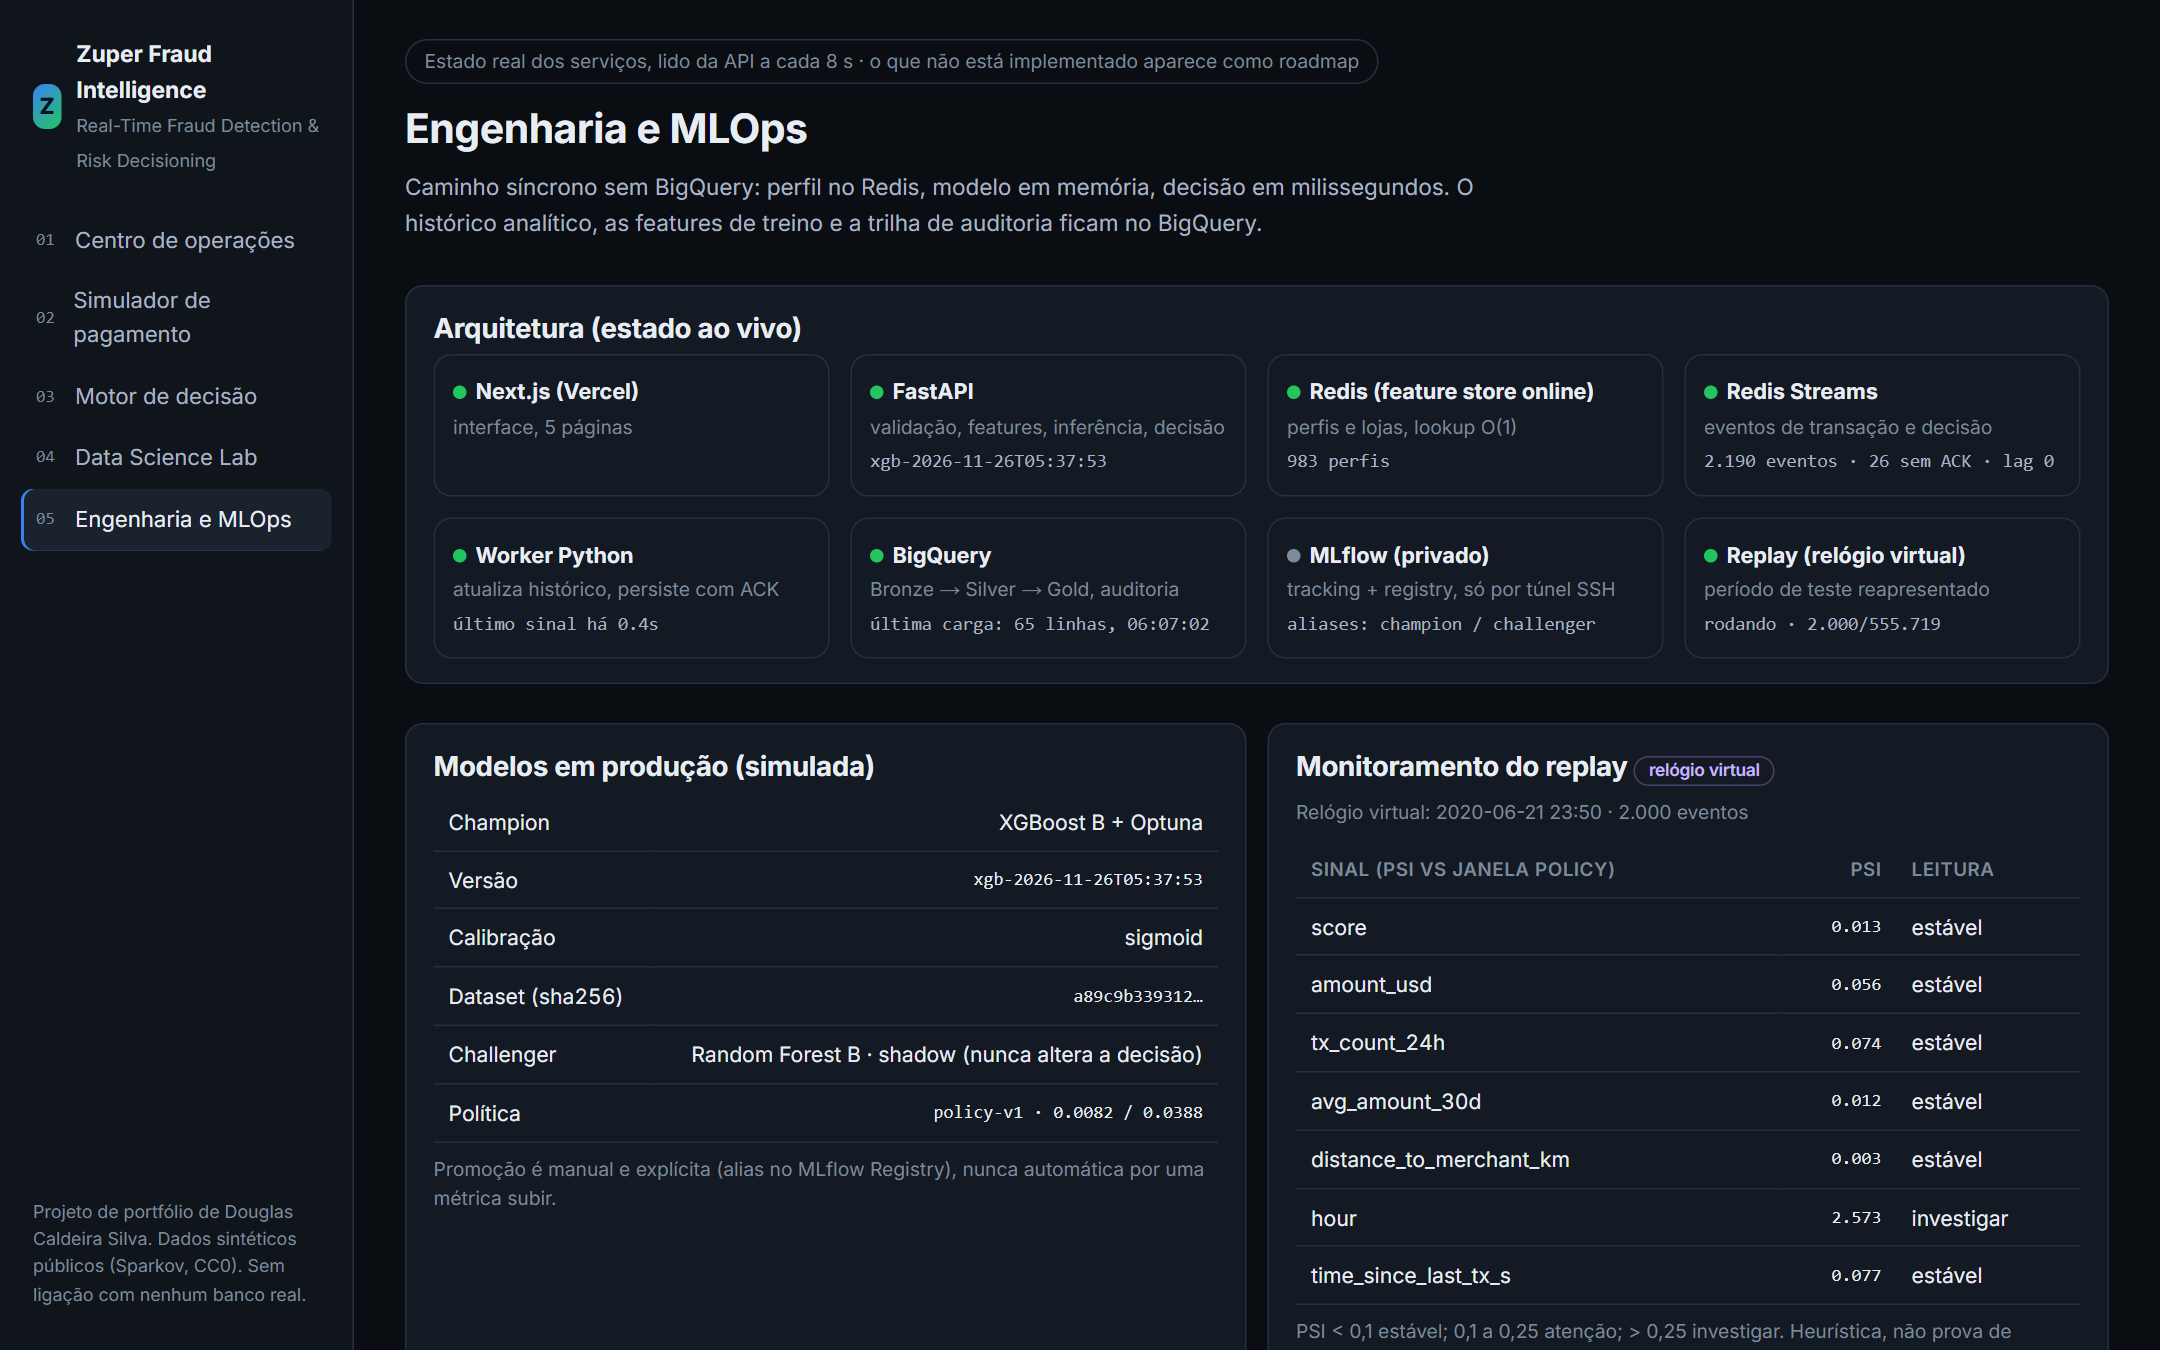 Zuper Fraud
Intelligence
Z
Real-Time Fraud Detection &
Risk Decisioning
01 Centro de operações
02 Simulador de
pagamento
03 Motor de decisão
04 Data Science Lab
05 Engenharia e MLOps
Projeto de portfólio de Douglas
Caldeira Silva. Dados sintéticos
públicos (Sparkov, CC0). Sem
ligação com nenhum banco real.
Estado real dos serviços, lido da API a cada 8 s · o que não está implementado aparece como roadmap
Engenharia e MLOps
Caminho síncrono sem BigQuery: perfil no Redis, modelo em memória, decisão em milissegundos. O
histórico analítico, as features de treino e a trilha de auditoria ficam no BigQuery.
Arquitetura (estado ao vivo)
Next.js (Vercel)
interface, 5 páginas
FastAPI
validação, features, inferência, decisão
xgb-2026-11-26T05:37:53
Redis (feature store online)
perfis e lojas, lookup O(1)
983 perfis
Redis Streams
eventos de transação e decisão
2.190 eventos · 26 sem ACK · lag 0
Worker Python
atualiza histórico, persiste com ACK
último sinal há 0.4s
BigQuery
Bronze → Silver → Gold, auditoria
última carga: 65 linhas, 06:07:02
MLflow (privado)
tracking + registry, só por túnel SSH
aliases: champion / challenger
Replay (relógio virtual)
período de teste reapresentado
rodando · 2.000/555.719
Modelos em produção (simulada)
Champion XGBoost B + Optuna
Versão xgb-2026-11-26T05:37:53
Calibração sigmoid
Dataset (sha256) a89c9b339312…
Challenger Random Forest B · shadow (nunca altera a decisão)
Política policy-v1 · 0.0082 / 0.0388
Promoção é manual e explícita (alias no MLflow Registry), nunca automática por uma
métrica subir.
Monitoramento do replay relógio virtual
Relógio virtual: 2020-06-21 23:50 · 2.000 eventos
SINAL (PSI VS JANELA POLICY) PSI LEITURA
score 0.013 estável
amount_usd 0.056 estável
tx_count_24h 0.074 estável
avg_amount_30d 0.012 estável
distance_to_merchant_km 0.003 estável
hour 2.573 investigar
time_since_last_tx_s 0.077 estável
PSI < 0,1 estável; 0,1 a 0,25 atenção; > 0,25 investigar. Heurística, não prova de